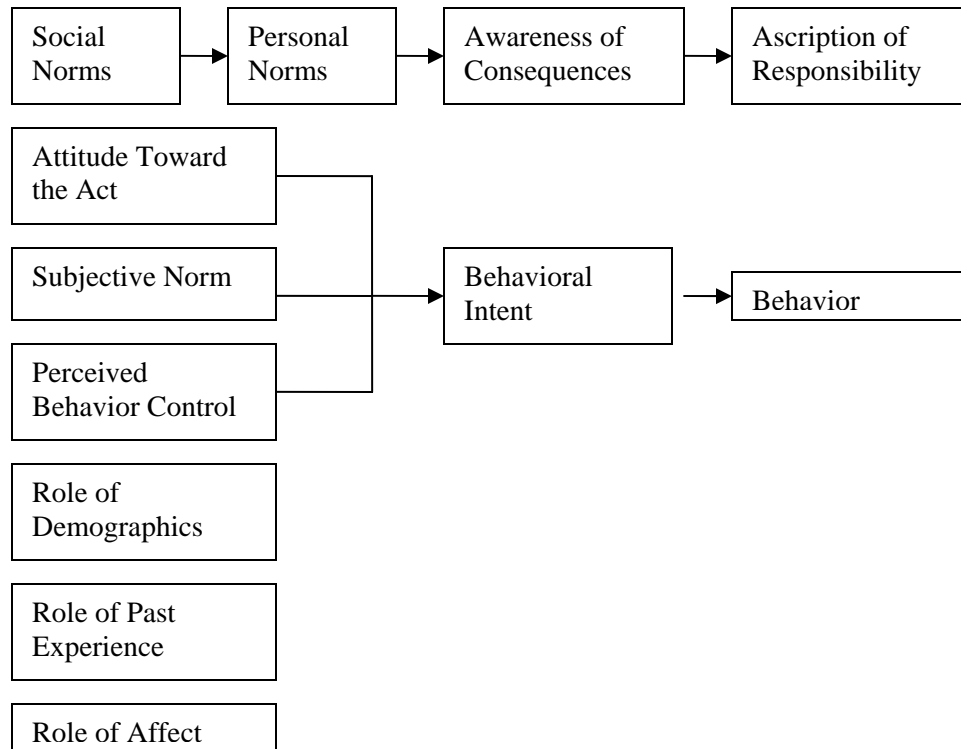 Social
Norms
Personal
Norms
Awareness of
Consequences
Ascription of
Responsibility
Attitude Toward
the Act
Subjective Norm
Behavioral
Intent
Behavior
Perceived
Behavior Control
Role of
Demographics
Role of Past
Experience
Role of Affect